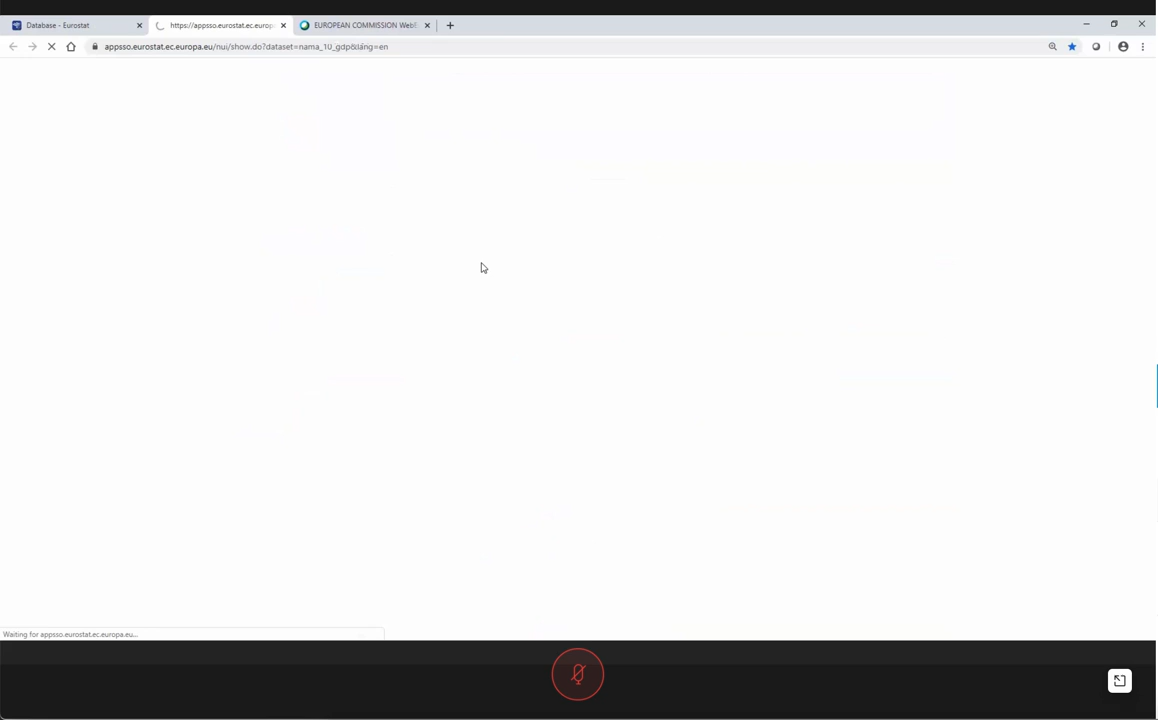 Database - Eurostat
https://appsso.eurostat.ec.europ
EUROPEAN COMMISSION Web
appsso.eurostat.ec.europa.eu/nui/show.do?dataset=nama_10_gdp&lang=en
Waiting for appsso.eurostat.ec.europa.eu...